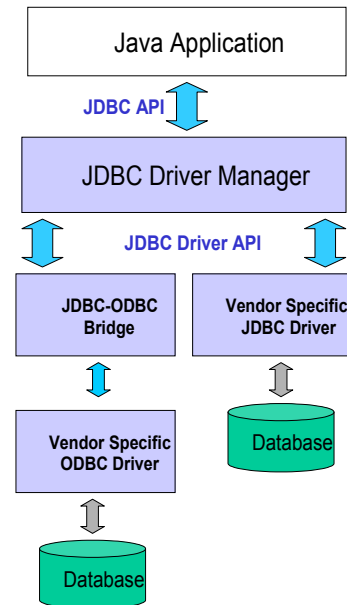 Java Application
JDBC API
JDBC Driver Manager
JDBC Driver API
JDBC-ODBC
Bridge
Vendor Specific
JDBC Driver
Vendor Specific
ODBC Driver
Database
Database